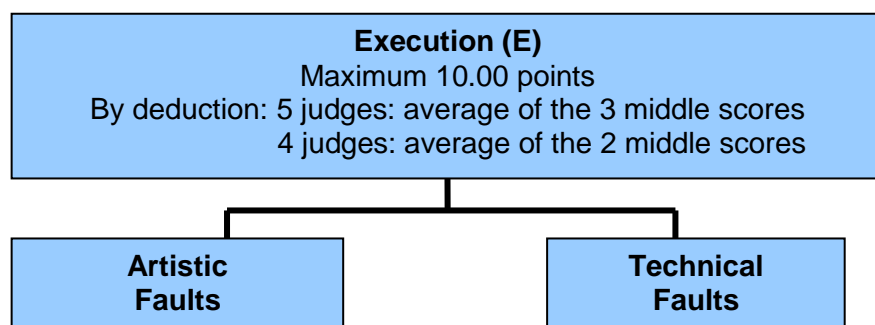 Execution (E)
Maximum 10.00 points
By deduction: 5 judges: average of the 3 middle scores
4 judges: average of the 2 middle scores
Artistic
Faults
Technical
Faults